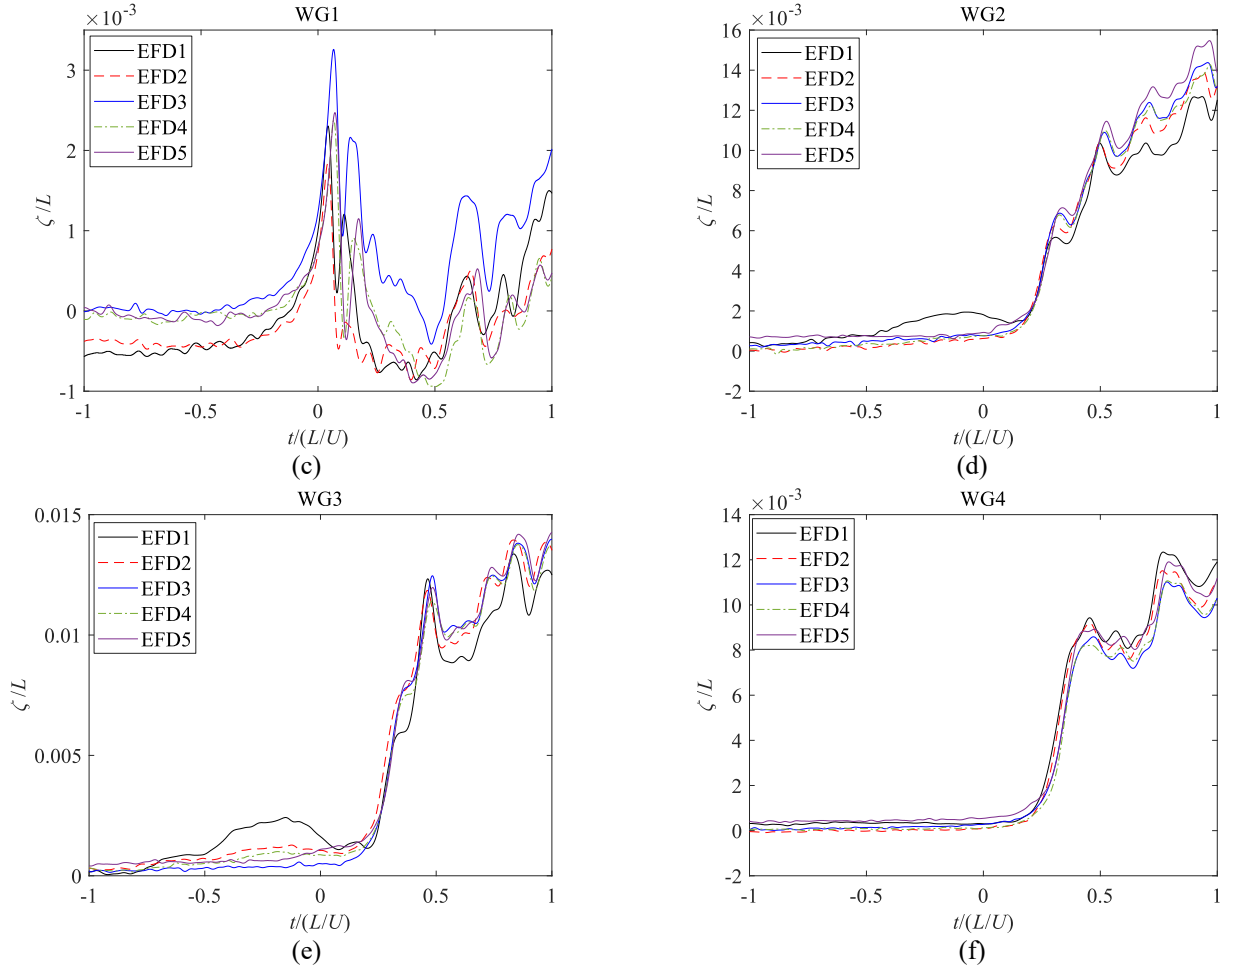 WG1
×10⁻³
EFD1
EFD2
EFD3
EFD4
EFD5
3
2
1
0
-1
ζ/L
-1 -0.5 0 0.5 1
t/(L/U)
(c)
WG2
×10⁻³
EFD1
EFD2
EFD3
EFD4
EFD5
16
14
12
10
8
6
4
2
0
-2
ζ/L
-1 -0.5 0 0.5 1
t/(L/U)
(d)
WG3
EFD1
EFD2
EFD3
EFD4
EFD5
0.015
0.01
0.005
0
ζ/L
-1 -0.5 0 0.5 1
t/(L/U)
(e)
WG4
×10⁻³
EFD1
EFD2
EFD3
EFD4
EFD5
14
12
10
8
6
4
2
0
-2
ζ/L
-1 -0.5 0 0.5 1
t/(L/U)
(f)